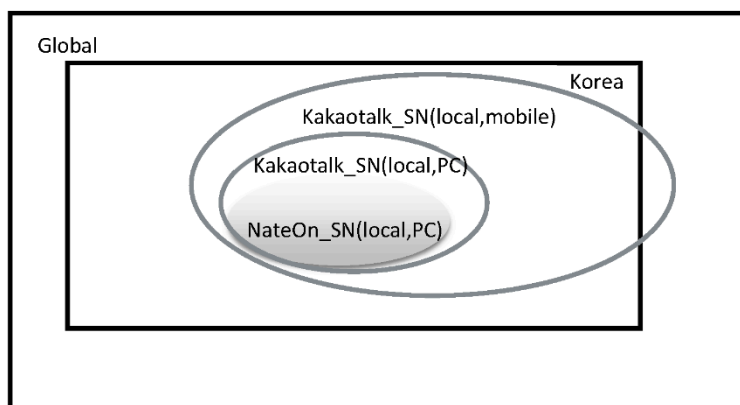 Global
Korea
Kakaotalk_SN(local,mobile)
Kakaotalk_SN(local,PC)
NateOn_SN(local,PC)